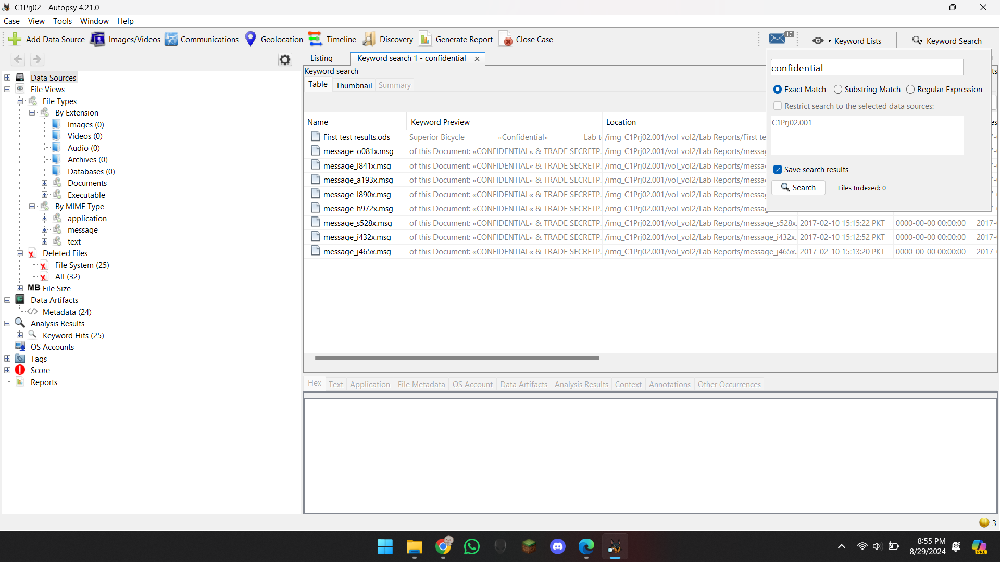 C1Prj02 - Autopsy 4.21.0
Case View Tools Window Help
Add Data Source Images/Videos Communications Geolocation Timeline Discovery Generate Report Close Case 17 Keyword Lists Keyword Search
Listing Keyword search 1 - confidential
Keyword search
Table Thumbnail Summary
Name Keyword Preview Location
First test results.ods Superior Bicycle «Confidential« Lab t /img_C1Prj02.001/vol_vol2/Lab Reports/First te
message_o081x.msg of this Document: «CONFIDENTIAL« & TRADE SECRETP. /img_C1Prj02.001/vol_vol2/Lab Reports/messa
message_l841x.msg of this Document: «CONFIDENTIAL« & TRADE SECRETP. /img_C1Prj02.001/vol_vol2/Lab Reports/messa
message_a193x.msg of this Document: «CONFIDENTIAL« & TRADE SECRETP. /img_C1Prj02.001/vol_vol2/Lab Reports/messa
message_l890x.msg of this Document: «CONFIDENTIAL« & TRADE SECRETP. /img_C1Prj02.001/vol_vol2/Lab Reports/messa
message_h972x.msg of this Document: «CONFIDENTIAL« & TRADE SECRETP. /img_C1Prj02.001/vol_vol2/Lab Reports/messa
message_s528x.msg of this Document: «CONFIDENTIAL« & TRADE SECRETP. /img_C1Prj02.001/vol_vol2/Lab Reports/message_s528x. 2017-02-10 15:15:22 PKT 0000-00-00 00:00:00 2017-
message_i432x.msg of this Document: «CONFIDENTIAL« & TRADE SECRETP. /img_C1Prj02.001/vol_vol2/Lab Reports/message_i432x.. 2017-02-10 15:12:52 PKT 0000-00-00 00:00:00 2017-
message_j465x.msg of this Document: «CONFIDENTIAL« & TRADE SECRETP. /img_C1Prj02.001/vol_vol2/Lab Reports/message_j465x.. 2017-02-10 15:13:20 PKT 0000-00-00 00:00:00 2017-
confidential
Exact Match Substring Match Regular Expression
Restrict search to the selected data sources:
C1Prj02.001
Save search results
Search Files Indexed: 0
Data Sources
File Views
File Types
By Extension
Images (0)
Videos (0)
Audio (0)
Archives (0)
Databases (0)
Documents
Executable
By MIME Type
application
message
text
Deleted Files
File System (25)
All (32)
MB File Size
Data Artifacts
Metadata (24)
Analysis Results
Keyword Hits (25)
OS Accounts
Tags
Score
Reports
Hex Text Application File Metadata OS Account Data Artifacts Analysis Results Context Annotations Other Occurrences
3
8:55 PM
8/29/2024
PRE